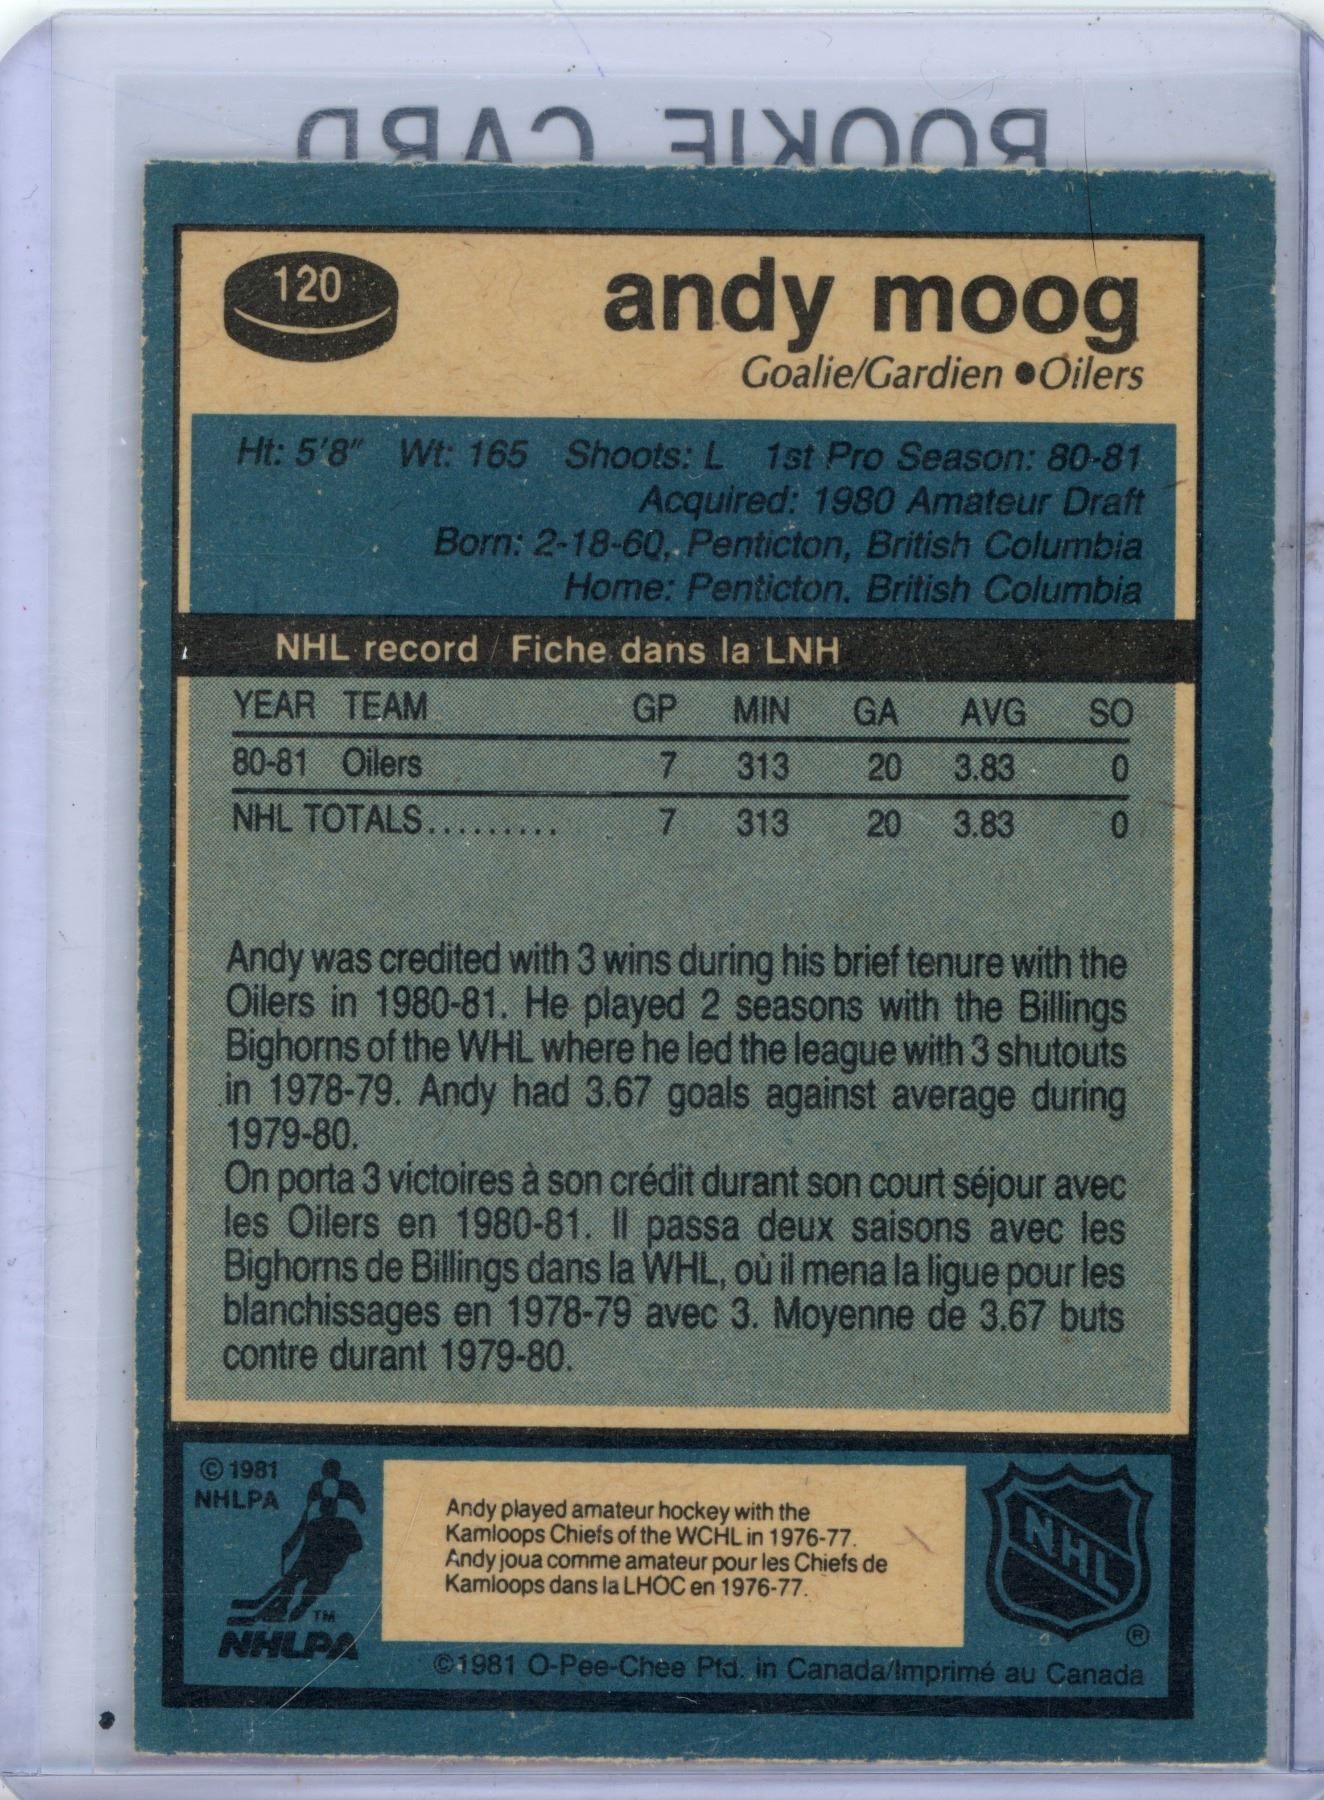 ROOKIE CARD
120
andy moog
Goalie/Gardien ●Oilers
Ht: 5'8" Wt: 165 Shoots: L 1st Pro Season: 80-81
Acquired: 1980 Amateur Draft
Born: 2-18-60, Penticton, British Columbia
Home: Penticton. British Columbia
NHL record / Fiche dans la LNH
YEAR TEAM GP MIN GA AVG SO
80-81 Oilers 7 313 20 3.83 0
NHL TOTALS......... 7 313 20 3.83 0
Andy was credited with 3 wins during his brief tenure with the
Oilers in 1980-81. He played 2 seasons with the Billings
Bighorns of the WHL where he led the league with 3 shutouts
in 1978-79. Andy had 3.67 goals against average during
1979-80.
On porta 3 victoires à son crédit durant son court séjour avec
les Oilers en 1980-81. Il passa deux saisons avec les
Bighorns de Billings dans la WHL, où il mena la ligue pour les
blanchissages en 1978-79 avec 3. Moyenne de 3.67 buts
contre durant 1979-80.
© 1981
NHLPA
TM
NHLPA
Andy played amateur hockey with the
Kamloops Chiefs of the WCHL in 1976-77.
Andy joua comme amateur pour les Chiefs de
Kamloops dans la LHOC en 1976-77.
NHL
®
©1981 O-Pee-Chee Ptd. in Canada/Imprimé au Canada